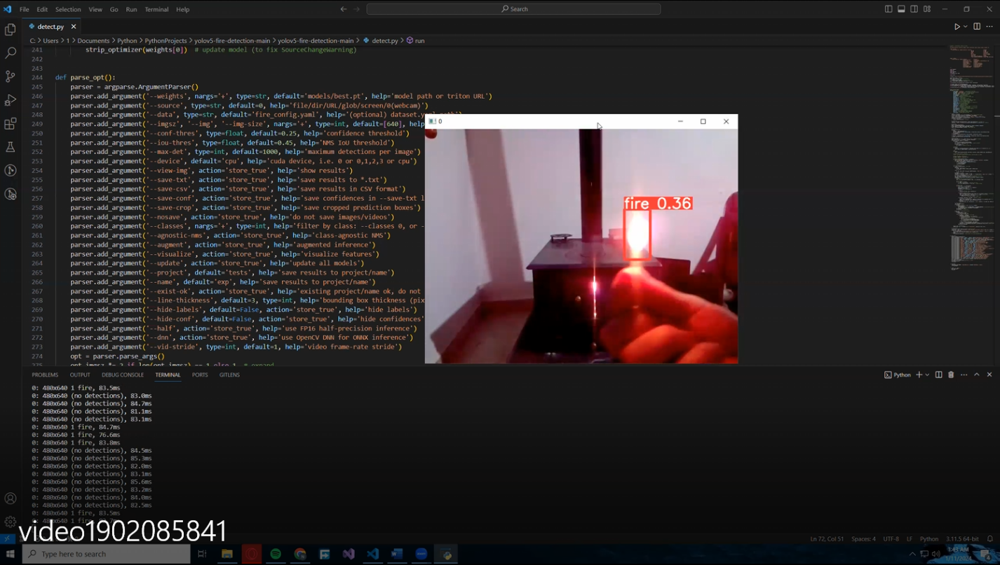 File Edit Selection View Go Run Terminal Help
Search
detect.py
C: > Users > 1 > Documents > Python > PythonProjects > yolov5-fire-detection-main > yolov5-fire-detection-main > detect.py > run
241 strip_optimizer(weights[0]) # update model (to fix SourceChangeWarning)
242
243
244 def parse_opt():
245 parser = argparse.ArgumentParser()
246 parser.add_argument('--weights', nargs='+', type=str, default='models/best.pt', help='model path or triton URL')
247 parser.add_argument('--source', type=str, default=0, help='file/dir/URL/glob/screen/0(webcam)')
248 parser.add_argument('--data', type=str, default='fire_config.yaml', help='(optional) dataset.yaml path')
249 parser.add_argument('--imgsz', '--img', '--img-size', nargs='+', type=int, default=[640], help
250 parser.add_argument('--conf-thres', type=float, default=0.25, help='confidence threshold')
251 parser.add_argument('--iou-thres', type=float, default=0.45, help='NMS IoU threshold')
252 parser.add_argument('--max-det', type=int, default=1000, help='maximum detections per image')
253 parser.add_argument('--device', default='cpu', help='cuda device, i.e. 0 or 0,1,2,3 or cpu')
254 parser.add_argument('--view-img', action='store_true', help='show results')
255 parser.add_argument('--save-txt', action='store_true', help='save results to *.txt')
256 parser.add_argument('--save-csv', action='store_true', help='save results in CSV format')
257 parser.add_argument('--save-conf', action='store_true', help='save confidences in --save-txt l
258 parser.add_argument('--save-crop', action='store_true', help='save cropped prediction boxes')
259 parser.add_argument('--nosave', action='store_true', help='do not save images/videos')
260 parser.add_argument('--classes', nargs='+', type=int, help='filter by class: --classes 0, or -
261 parser.add_argument('--agnostic-nms', action='store_true', help='class-agnostic NMS')
262 parser.add_argument('--augment', action='store_true', help='augmented inference')
263 parser.add_argument('--visualize', action='store_true', help='visualize features')
264 parser.add_argument('--update', action='store_true', help='update all models')
265 parser.add_argument('--project', default='tests', help='save results to project/name')
266 parser.add_argument('--name', default='exp', help='save results to project/name')
267 parser.add_argument('--exist-ok', action='store_true', help='existing project/name ok, do not
268 parser.add_argument('--line-thickness', default=3, type=int, help='bounding box thickness (pix
269 parser.add_argument('--hide-labels', default=False, action='store_true', help='hide labels')
270 parser.add_argument('--hide-conf', default=False, action='store_true', help='hide confidences'
271 parser.add_argument('--half', action='store_true', help='use FP16 half-precision inference')
272 parser.add_argument('--dnn', action='store_true', help='use OpenCV DNN for ONNX inference')
273 parser.add_argument('--vid-stride', type=int, default=1, help='video frame-rate stride')
274 opt = parser.parse_args()
275 opt.imgsz *= 2 if len(opt.imgsz) == 1 else 1 # expand
0
fire 0.36
PROBLEMS OUTPUT DEBUG CONSOLE TERMINAL PORTS GITLENS
Python
0: 480x640 1 fire, 83.5ms
0: 480x640 (no detections), 83.0ms
0: 480x640 (no detections), 84.7ms
0: 480x640 (no detections), 81.1ms
0: 480x640 (no detections), 83.1ms
0: 480x640 1 fire, 84.7ms
0: 480x640 1 fire, 76.6ms
0: 480x640 1 fire, 83.8ms
0: 480x640 (no detections), 84.5ms
0: 480x640 (no detections), 85.3ms
0: 480x640 (no detections), 82.0ms
0: 480x640 (no detections), 83.1ms
0: 480x640 (no detections), 85.6ms
0: 480x640 (no detections), 83.2ms
0: 480x640 (no detections), 84.0ms
0: 480x640 (no detections), 82.5ms
0: 480x640 1 fire, 83.5ms
video1902085841
Ln 72, Col 51 Spaces: 4 UTF-8 LF Python 3.11.5 64-bit
Type here to search
1:43 AM
1/11/2024